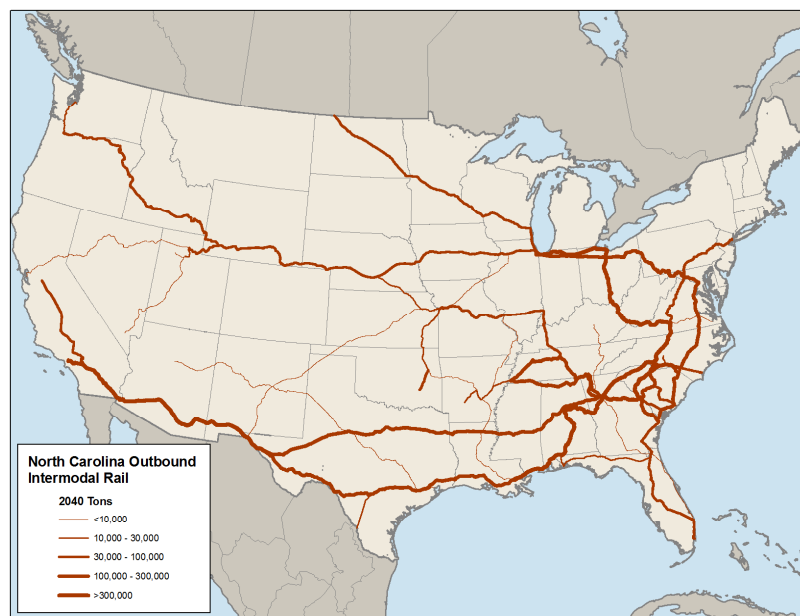 North Carolina Outbound
Intermodal Rail
2040 Tons
<10,000
10,000 - 30,000
30,000 - 100,000
100,000 - 300,000
>300,000